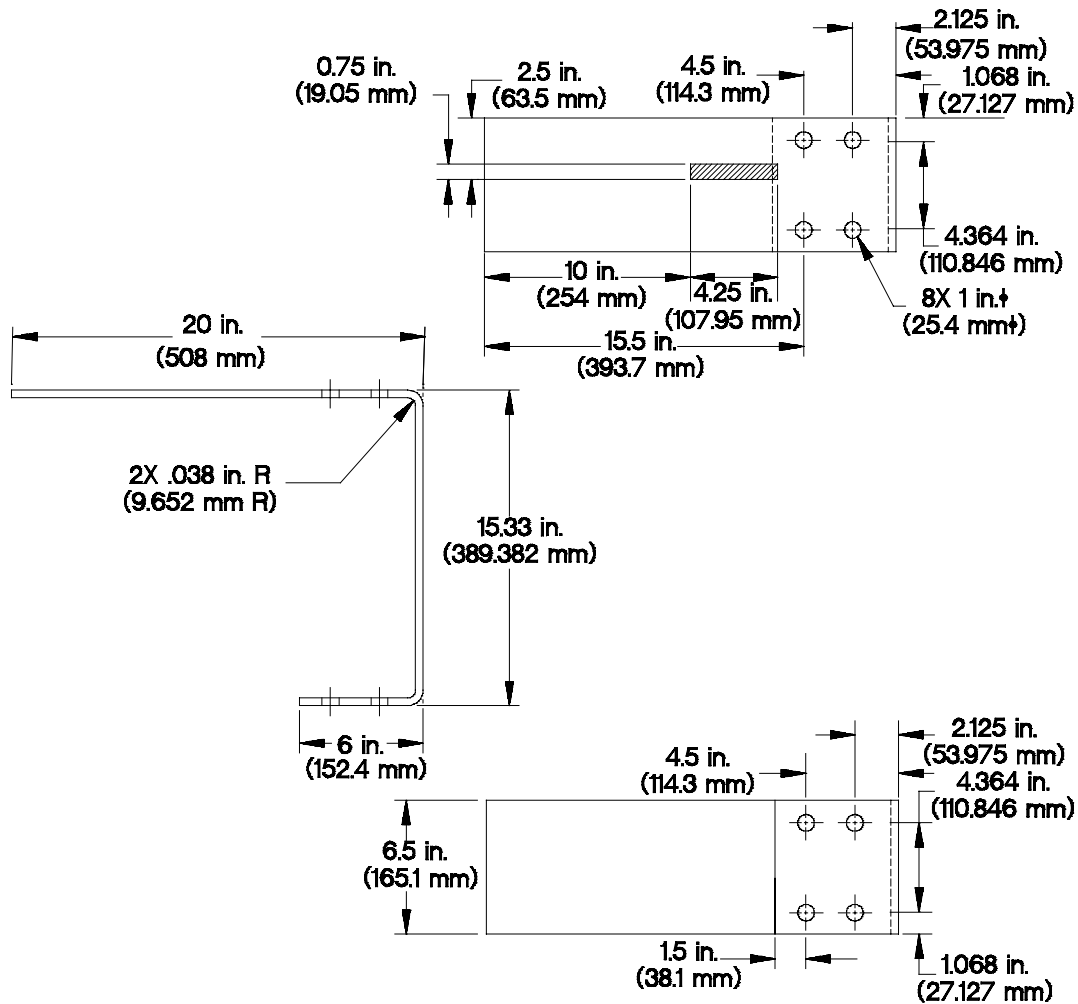 2.125 in.
(53.975 mm)
0.75 in.
(19.05 mm)
2.5 in.
(63.5 mm)
4.5 in.
(114.3 mm)
1.068 in.
(27.127 mm)
4.364 in.
(110.846 mm)
10 in.
(254 mm)
4.25 in.
(107.95 mm)
8X 1 in.ϕ
(25.4 mmϕ)
15.5 in.
(393.7 mm)
20 in.
(508 mm)
2X .038 in. R
(9.652 mm R)
15.33 in.
(389.382 mm)
6 in.
(152.4 mm)
2.125 in.
(53.975 mm)
4.5 in.
(114.3 mm)
4.364 in.
(110.846 mm)
6.5 in.
(165.1 mm)
1.5 in.
(38.1 mm)
1.068 in.
(27.127 mm)